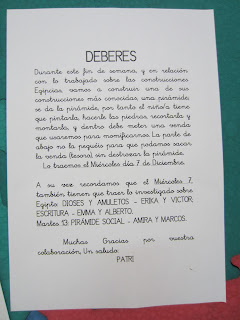 DEBERES
Durante este fin de semana, y en relación
con lo trabajado sobre las construcciones
Egipcias, vamos a construir una de sus
construcciones más conocidas, una pirámide.
se da la pirámide, por tanto el niño/a tiene
que pintarla, hacerle las piedras, recortarla y
montarla, y dentro debe meter una venda
que usaremos para momificarnos. La parte de
abajo no la peguéis para que podamos sacar
la venda (tesoro) sin destrozar la pirámide.
Lo traemos el Miércoles día 7 de Diciembre.
A su vez recordamos que el Miércoles 7,
también tienen que traer lo investigado sobre
Egipto: DIOSES Y AMULETOS - ERIKA Y VICTOR;
ESCRITURA - EMMA Y ALBERTO.
Martes 13: PIRÁMIDE SOCIAL - AMIRA Y MARCOS.
Muchas Gracias por vuestra
colaboración, Un saludo:
PATRI